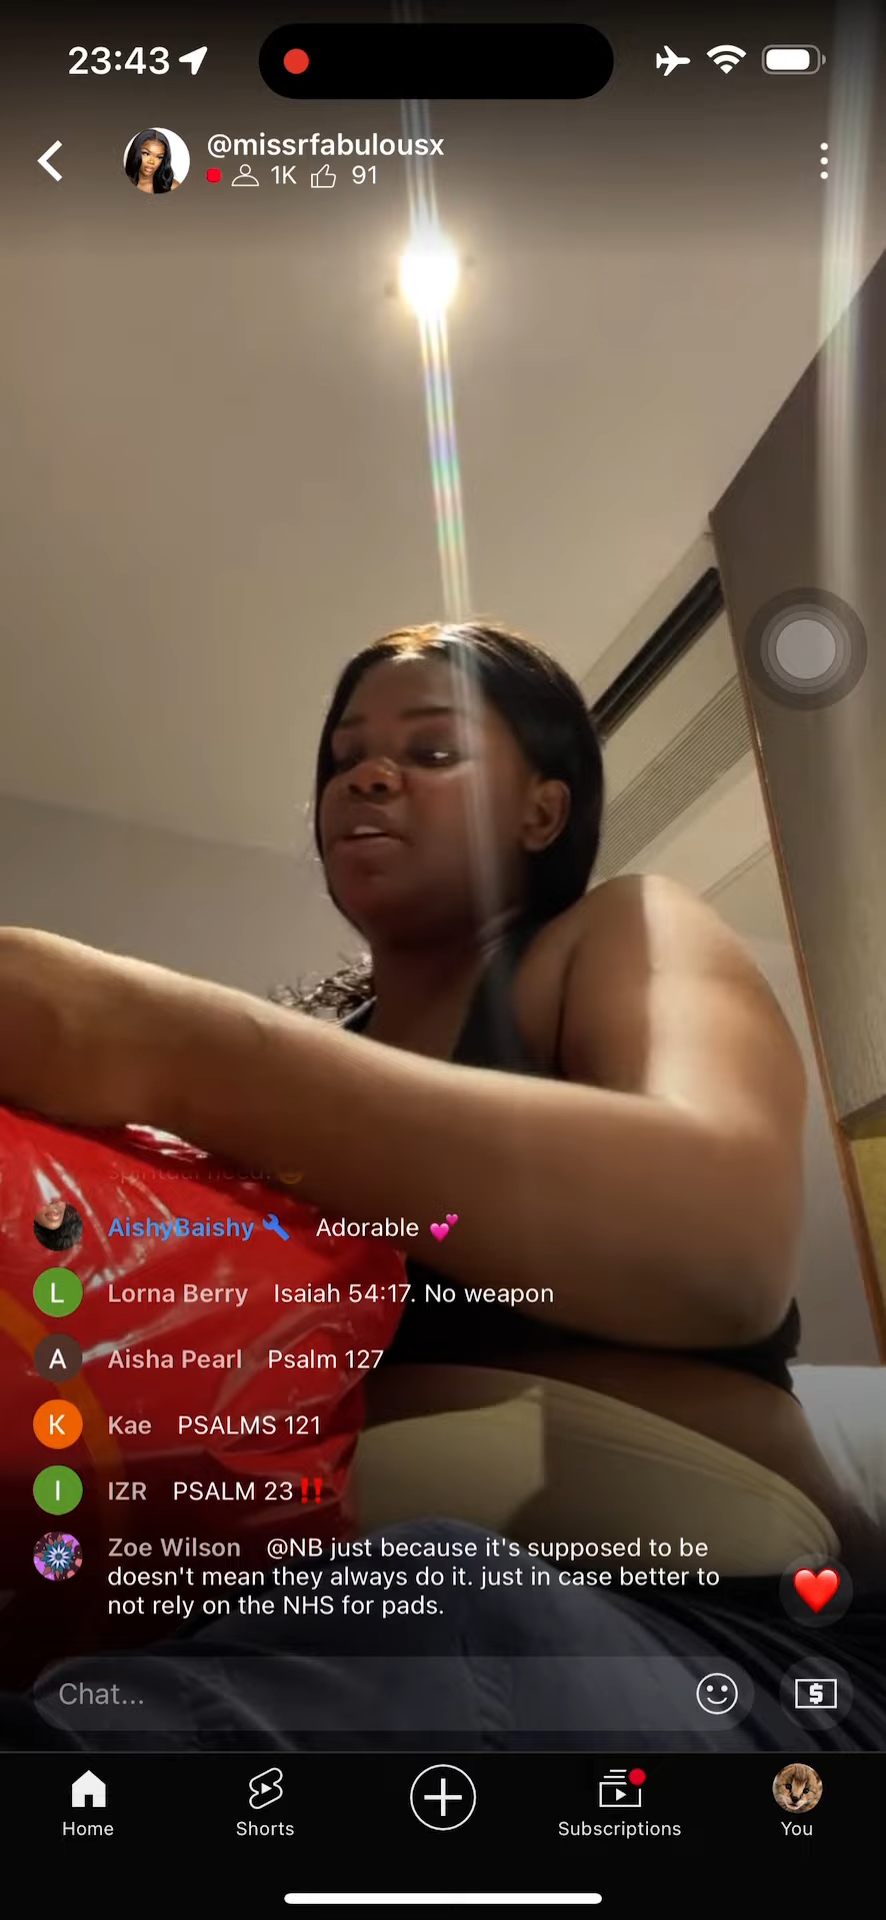 23:43
@missrfabulousx
1K 91
spiritual need! 😊
AishyBaishy 🔧 Adorable 💕
L Lorna Berry Isaiah 54:17. No weapon
A Aisha Pearl Psalm 127
K Kae PSALMS 121
I IZR PSALM 23‼️
Zoe Wilson @NB just because it's supposed to be
doesn't mean they always do it. just in case better to
not rely on the NHS for pads.
Chat...
Home Shorts Subscriptions You